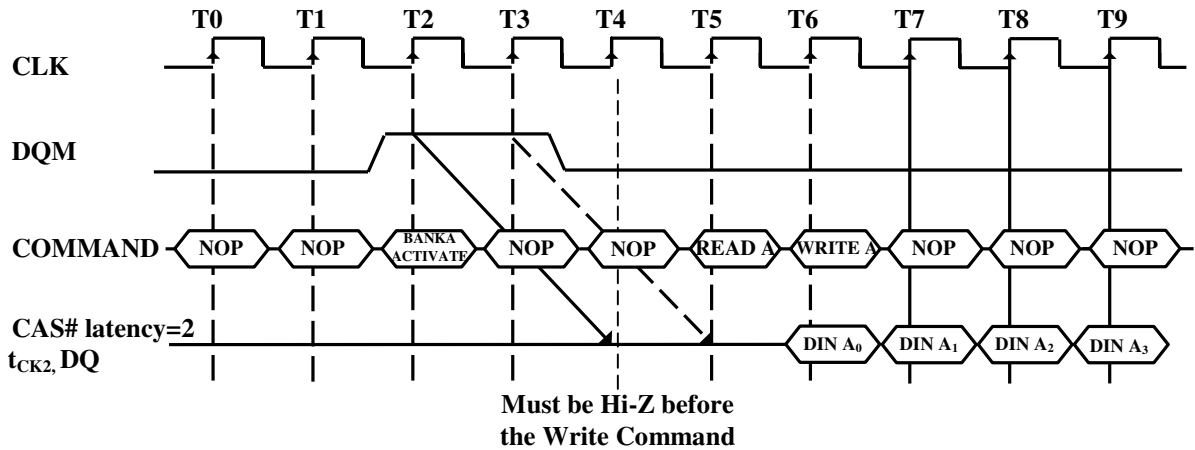 T0 T1 T2 T3 T4 T5 T6 T7 T8 T9
CLK
DQM
COMMAND NOP NOP BANKA ACTIVATE NOP NOP READ A WRITE A NOP NOP NOP
CAS# latency=2
tCK2, DQ DIN A0 DIN A1 DIN A2 DIN A3
Must be Hi-Z before
the Write Command